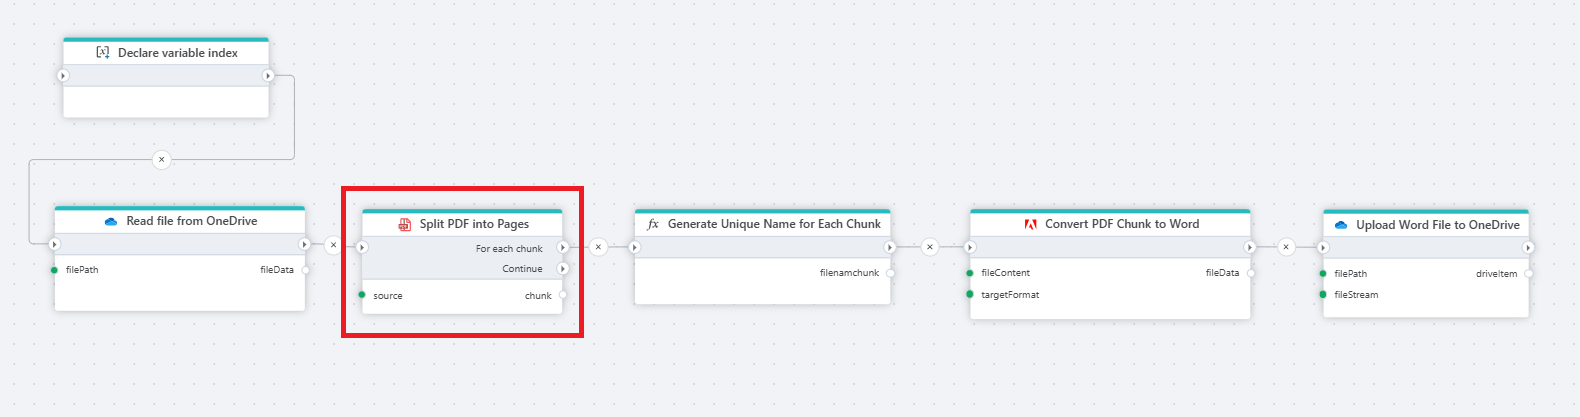 Declare variable index
Read file from OneDrive
filePath fileData
Split PDF into Pages
For each chunk
Continue
source chunk
Generate Unique Name for Each Chunk
filenamchunk
Convert PDF Chunk to Word
fileContent fileData
targetFormat
Upload Word File to OneDrive
filePath driveItem
fileStream